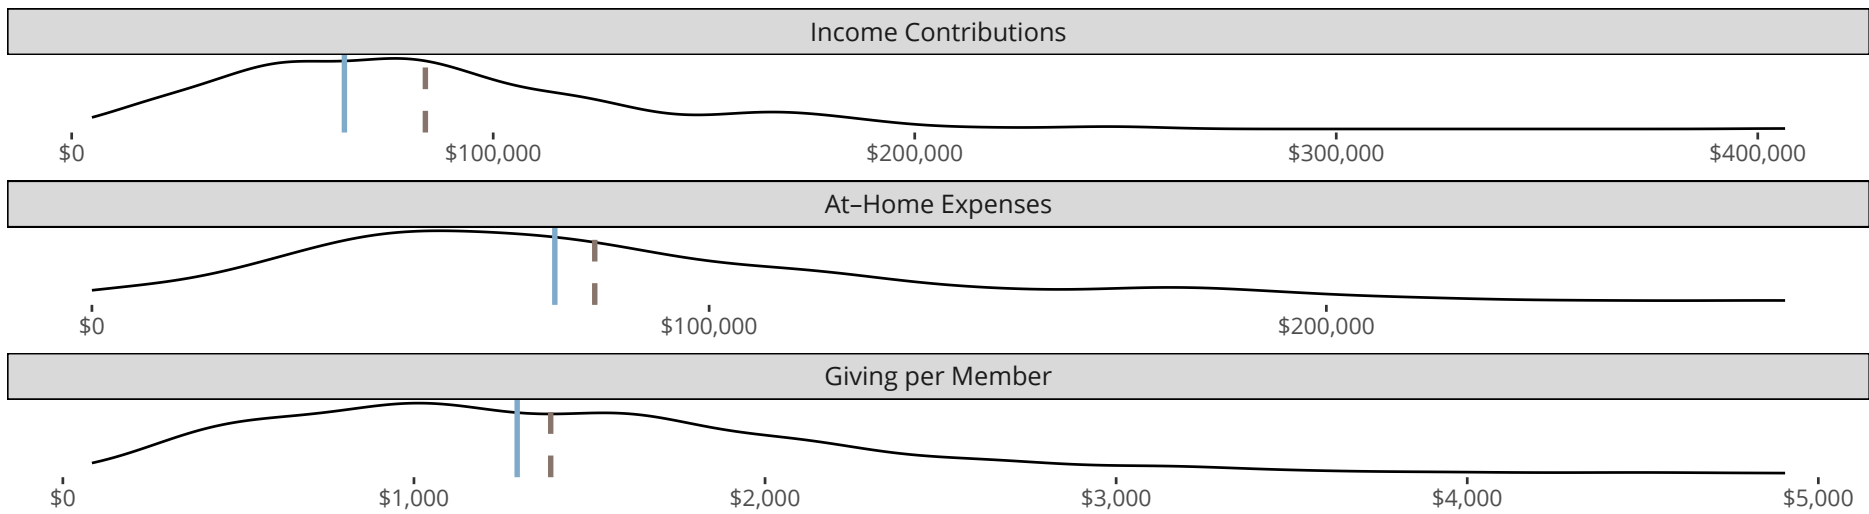 Income Contributions
$0 $100,000 $200,000 $300,000 $400,000
At–Home Expenses
$0 $100,000 $200,000
Giving per Member
$0 $1,000 $2,000 $3,000 $4,000 $5,000